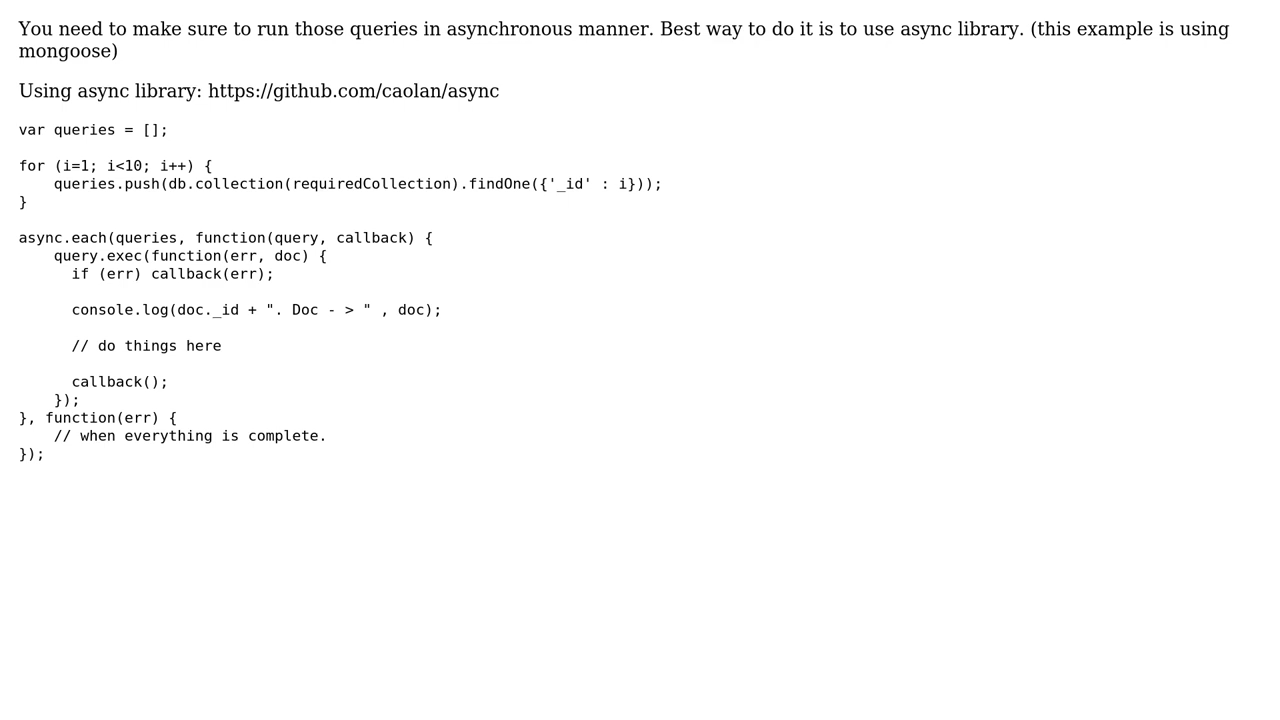 You need to make sure to run those queries in asynchronous manner. Best way to do it is to use async library. (this example is using
mongoose)
Using async library: https://github.com/caolan/async
var queries = [];
for (i=1; i<10; i++) {
    queries.push(db.collection(requiredCollection).findOne({'_id' : i}));
}
async.each(queries, function(query, callback) {
    query.exec(function(err, doc) {
      if (err) callback(err);
      console.log(doc._id + ". Doc - > " , doc);
      // do things here
      callback();
    });
}, function(err) {
    // when everything is complete.
});